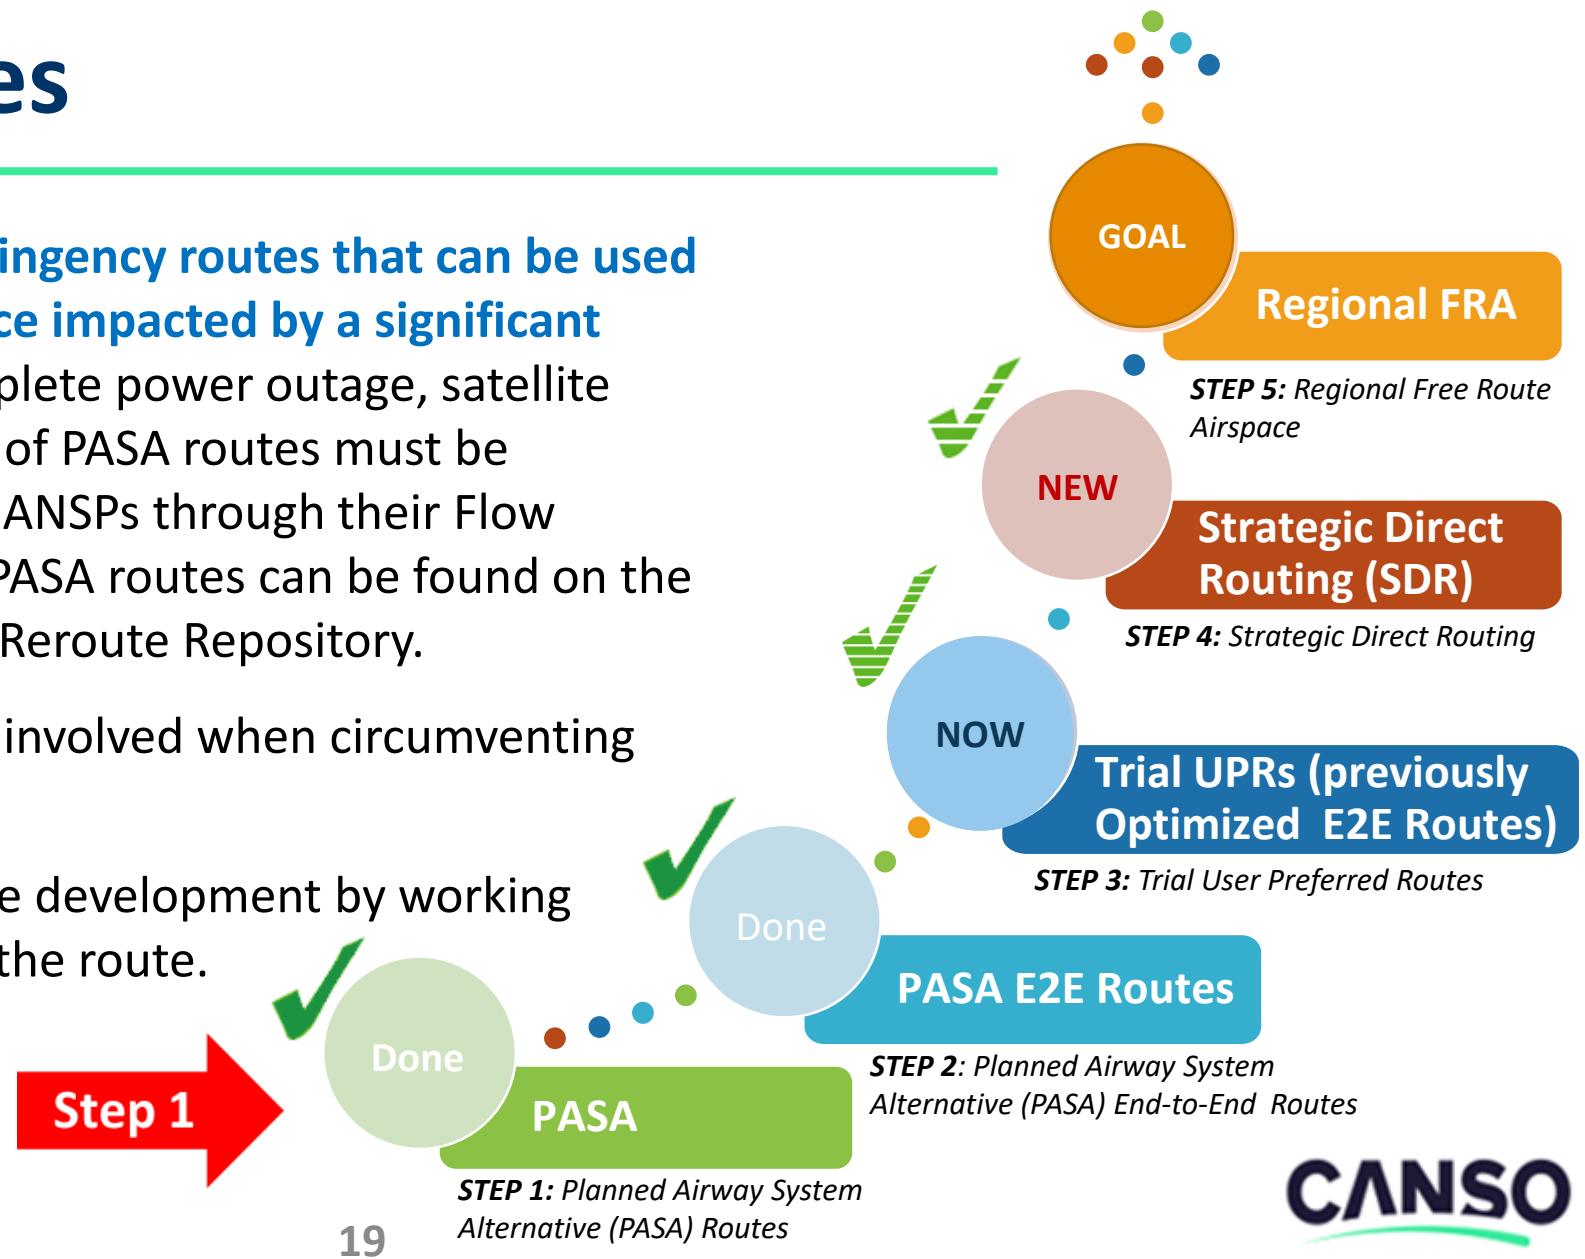 es
ingency routes that can be used
ce impacted by a significant
plete power outage, satellite
of PASA routes must be
ANSPs through their Flow
PASA routes can be found on the
Reroute Repository.
involved when circumventing
e development by working
the route.
Step 1
GOAL
Regional FRA
STEP 5: Regional Free Route
Airspace
NEW
Strategic Direct
Routing (SDR)
STEP 4: Strategic Direct Routing
NOW
Trial UPRs (previously
Optimized E2E Routes)
STEP 3: Trial User Preferred Routes
Done
PASA E2E Routes
STEP 2: Planned Airway System
Alternative (PASA) End-to-End Routes
Done
PASA
STEP 1: Planned Airway System
Alternative (PASA) Routes
19
CANSO